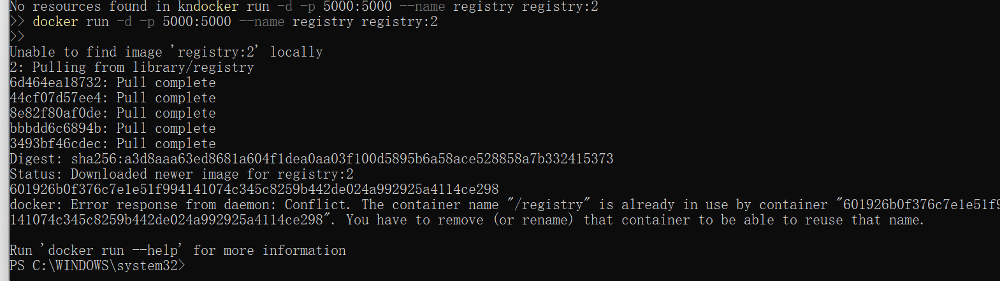 No resources found in kndocker run -d -p 5000:5000 --name registry registry:2
>> docker run -d -p 5000:5000 --name registry registry:2
>>
Unable to find image 'registry:2' locally
2: Pulling from library/registry
6d464ea18732: Pull complete
44cf07d57ee4: Pull complete
8e82f80af0de: Pull complete
bbbdd6c6894b: Pull complete
3493bf46cdec: Pull complete
Digest: sha256:a3d8aaa63ed8681a604f1dea0aa03f100d5895b6a58ace528858a7b332415373
Status: Downloaded newer image for registry:2
601926b0f376c7e1e51f994141074c345c8259b442de024a992925a4114ce298
docker: Error response from daemon: Conflict. The container name "/registry" is already in use by container "601926b0f376c7e1e51f9
141074c345c8259b442de024a992925a4114ce298". You have to remove (or rename) that container to be able to reuse that name.
Run 'docker run --help' for more information
PS C:\WINDOWS\system32>